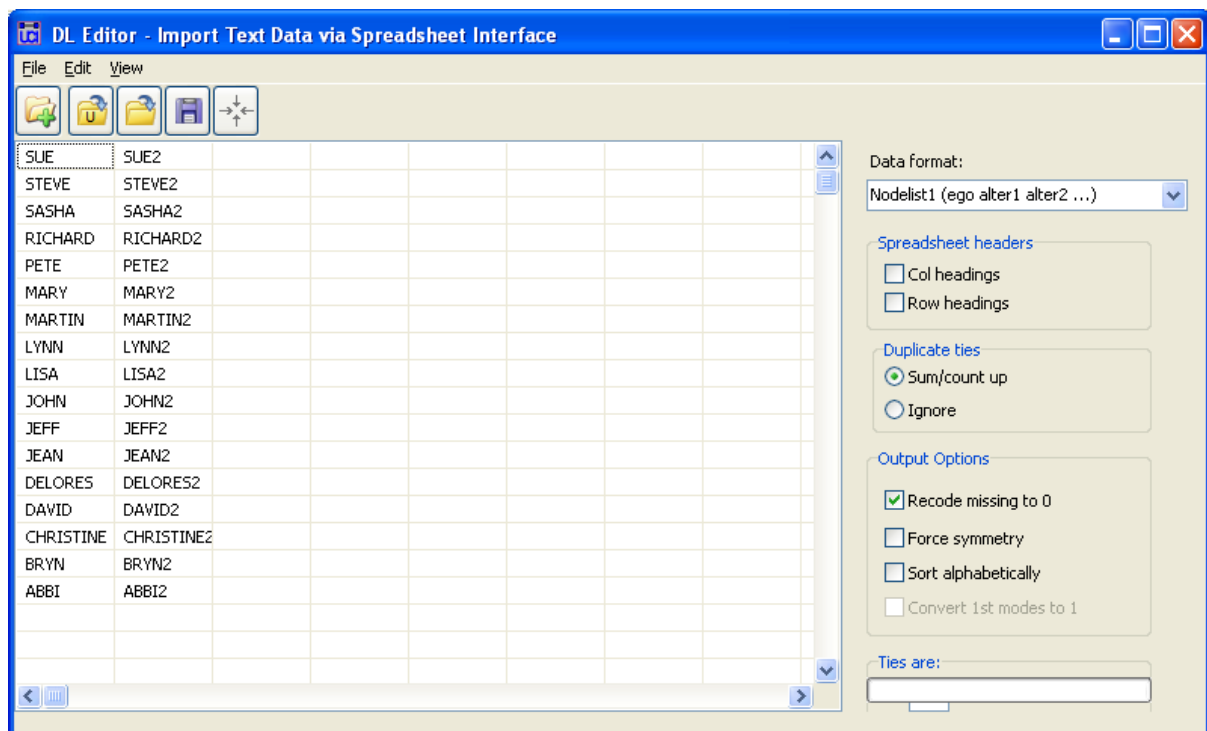 DL Editor - Import Text Data via Spreadsheet Interface
File Edit View
U
SUE SUE2
STEVE STEVE2
SASHA SASHA2
RICHARD RICHARD2
PETE PETE2
MARY MARY2
MARTIN MARTIN2
LYNN LYNN2
LISA LISA2
JOHN JOHN2
JEFF JEFF2
JEAN JEAN2
DELORES DELORES2
DAVID DAVID2
CHRISTINE CHRISTINE2
BRYN BRYN2
ABBI ABBI2
Data format:
Nodelist1 (ego alter1 alter2 ...)
Spreadsheet headers
Col headings
Row headings
Duplicate ties
Sum/count up
Ignore
Output Options
Recode missing to 0
Force symmetry
Sort alphabetically
Convert 1st modes to 1
Ties are: